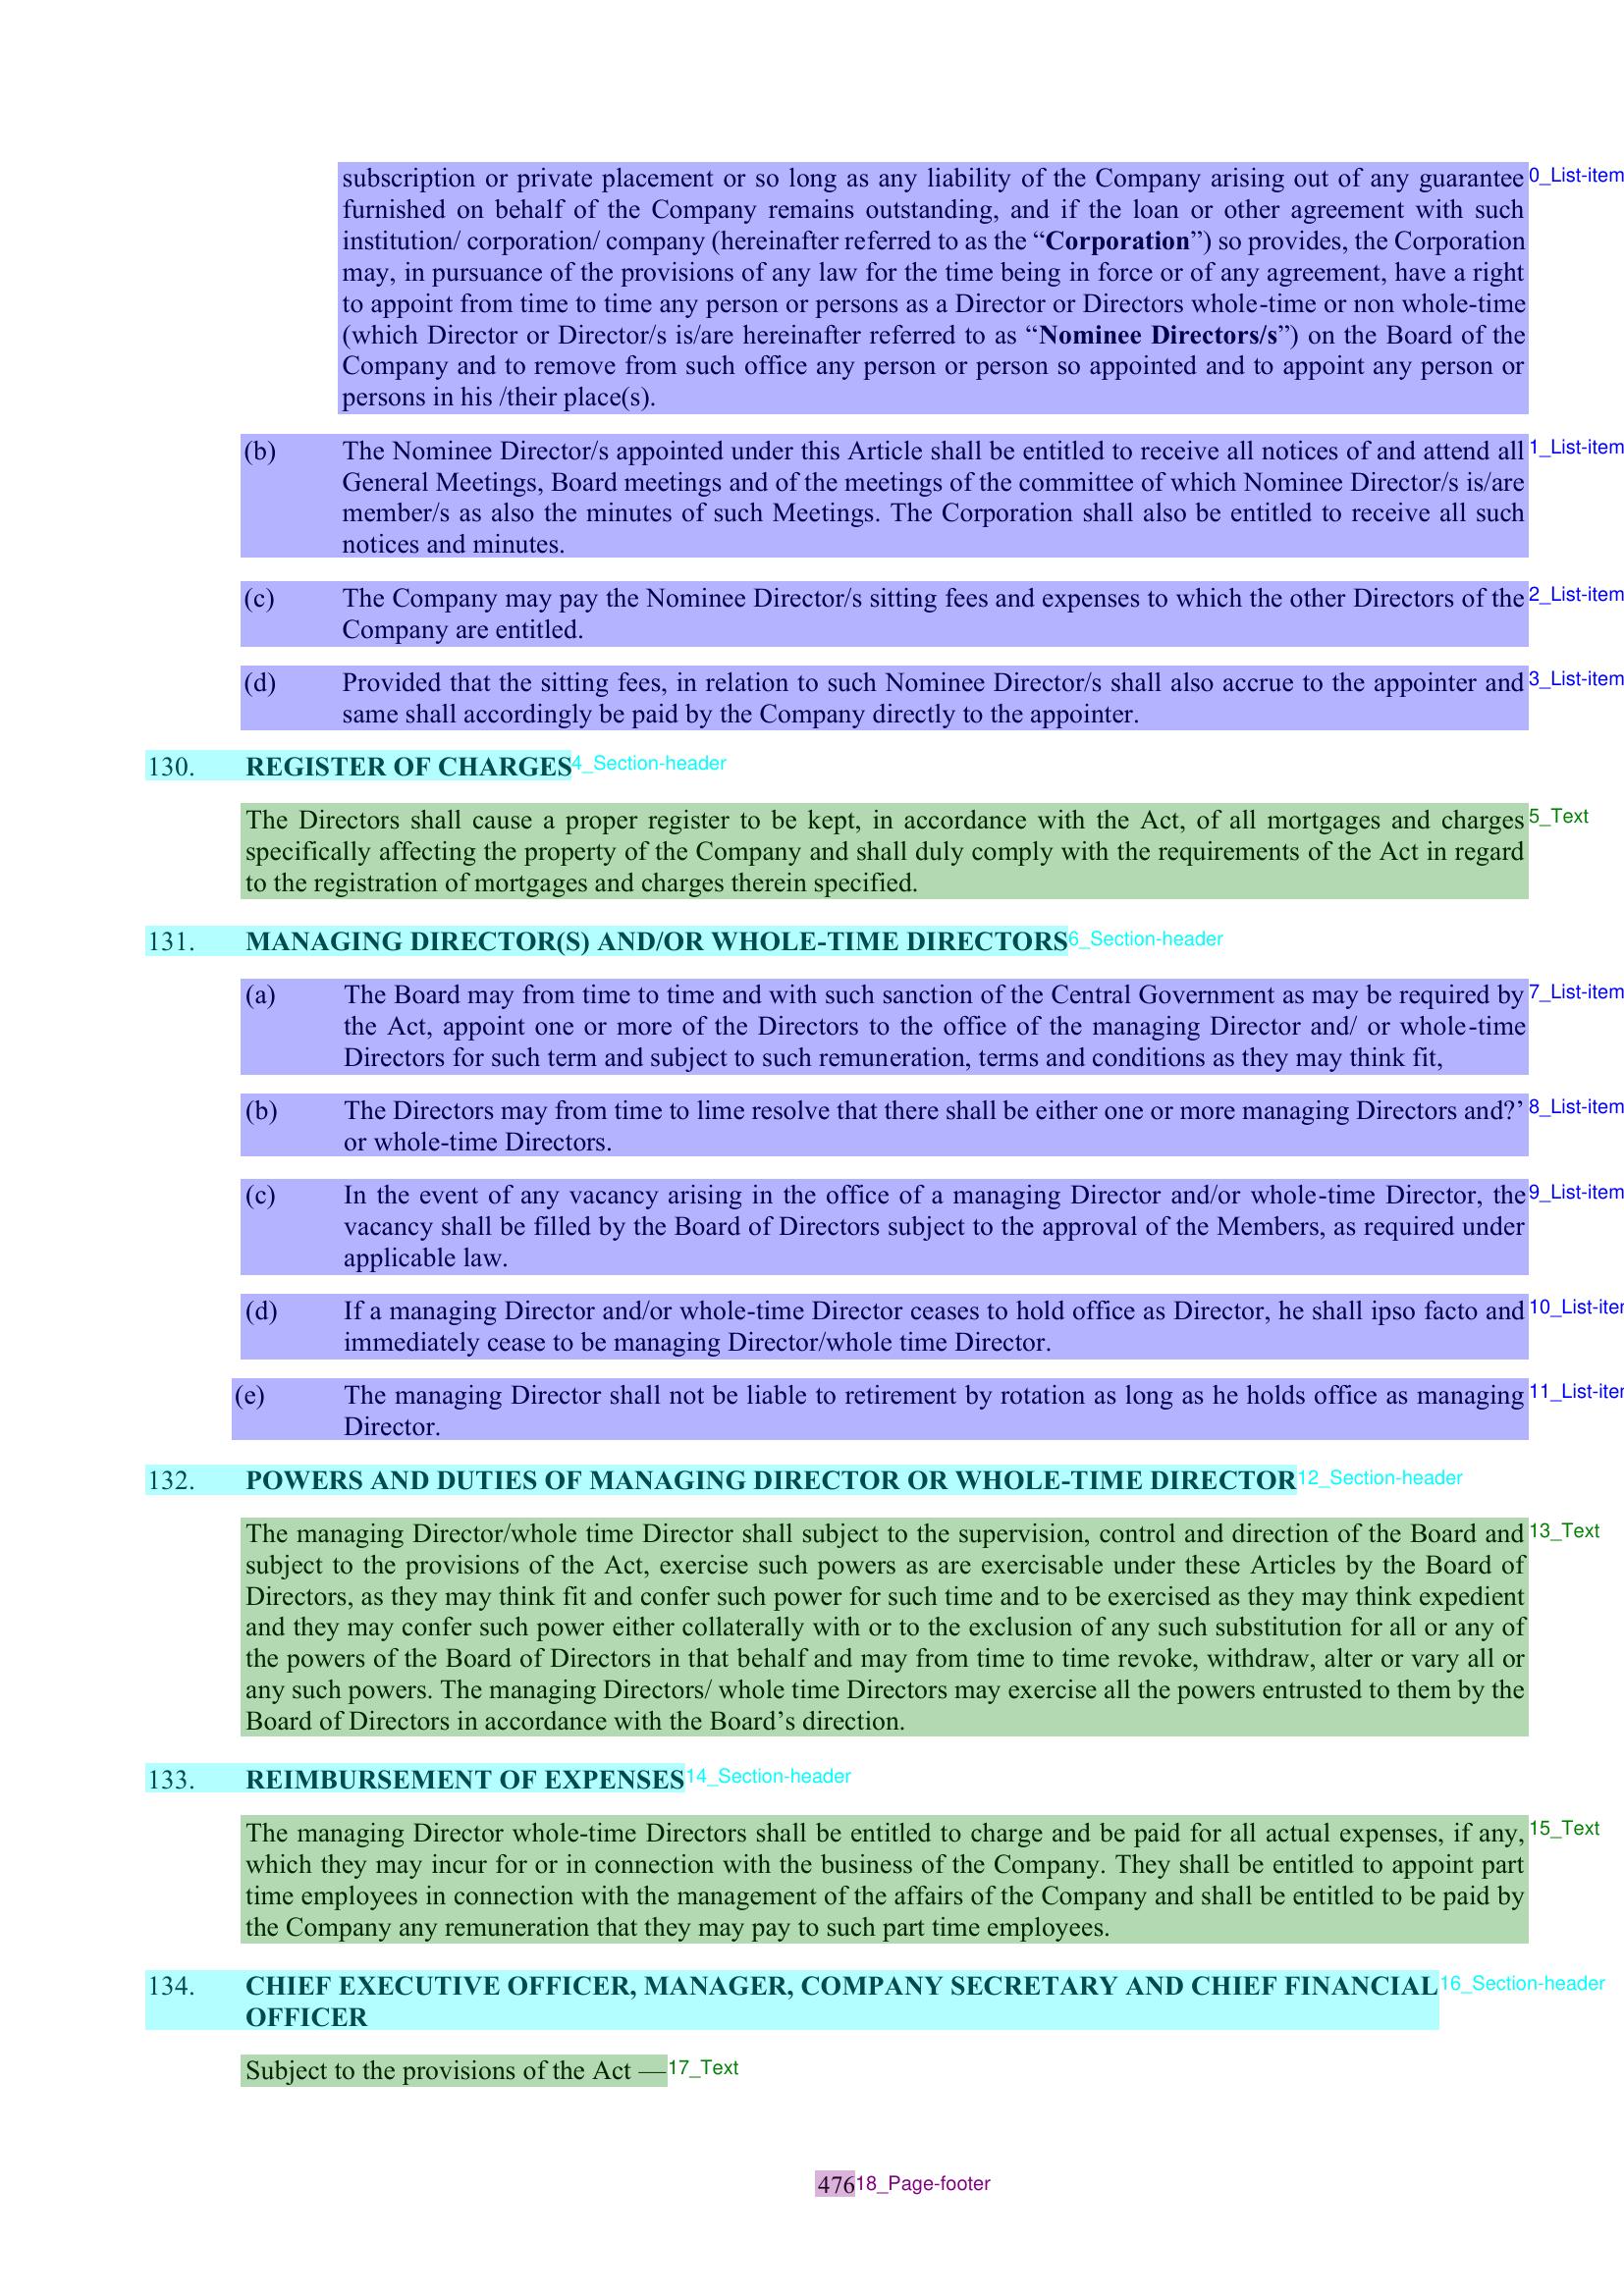 subscription or private placement or so long as any liability of the Company arising out of any guarantee 0_List-item
furnished on behalf of the Company remains outstanding, and if the loan or other agreement with such
institution/ corporation/ company (hereinafter referred to as the “Corporation”) so provides, the Corporation
may, in pursuance of the provisions of any law for the time being in force or of any agreement, have a right
to appoint from time to time any person or persons as a Director or Directors whole-time or non whole-time
(which Director or Director/s is/are hereinafter referred to as “Nominee Directors/s”) on the Board of the
Company and to remove from such office any person or person so appointed and to appoint any person or
persons in his /their place(s).
(b) The Nominee Director/s appointed under this Article shall be entitled to receive all notices of and attend all 1_List-item
General Meetings, Board meetings and of the meetings of the committee of which Nominee Director/s is/are
member/s as also the minutes of such Meetings. The Corporation shall also be entitled to receive all such
notices and minutes.
(c) The Company may pay the Nominee Director/s sitting fees and expenses to which the other Directors of the 2_List-item
Company are entitled.
(d) Provided that the sitting fees, in relation to such Nominee Director/s shall also accrue to the appointer and 3_List-item
same shall accordingly be paid by the Company directly to the appointer.
130. REGISTER OF CHARGES 4_Section-header
The Directors shall cause a proper register to be kept, in accordance with the Act, of all mortgages and charges 5_Text
specifically affecting the property of the Company and shall duly comply with the requirements of the Act in regard
to the registration of mortgages and charges therein specified.
131. MANAGING DIRECTOR(S) AND/OR WHOLE-TIME DIRECTORS 6_Section-header
(a) The Board may from time to time and with such sanction of the Central Government as may be required by 7_List-item
the Act, appoint one or more of the Directors to the office of the managing Director and/ or whole-time
Directors for such term and subject to such remuneration, terms and conditions as they may think fit,
(b) The Directors may from time to lime resolve that there shall be either one or more managing Directors and?’ 8_List-item
or whole-time Directors.
(c) In the event of any vacancy arising in the office of a managing Director and/or whole-time Director, the 9_List-item
vacancy shall be filled by the Board of Directors subject to the approval of the Members, as required under
applicable law.
(d) If a managing Director and/or whole-time Director ceases to hold office as Director, he shall ipso facto and 10_List-iter
immediately cease to be managing Director/whole time Director.
(e) The managing Director shall not be liable to retirement by rotation as long as he holds office as managing 11_List-iter
Director.
132. POWERS AND DUTIES OF MANAGING DIRECTOR OR WHOLE-TIME DIRECTOR 12_Section-header
The managing Director/whole time Director shall subject to the supervision, control and direction of the Board and 13_Text
subject to the provisions of the Act, exercise such powers as are exercisable under these Articles by the Board of
Directors, as they may think fit and confer such power for such time and to be exercised as they may think expedient
and they may confer such power either collaterally with or to the exclusion of any such substitution for all or any of
the powers of the Board of Directors in that behalf and may from time to time revoke, withdraw, alter or vary all or
any such powers. The managing Directors/ whole time Directors may exercise all the powers entrusted to them by the
Board of Directors in accordance with the Board’s direction.
133. REIMBURSEMENT OF EXPENSES 14_Section-header
The managing Director whole-time Directors shall be entitled to charge and be paid for all actual expenses, if any, 15_Text
which they may incur for or in connection with the business of the Company. They shall be entitled to appoint part
time employees in connection with the management of the affairs of the Company and shall be entitled to be paid by
the Company any remuneration that they may pay to such part time employees.
134. CHIEF EXECUTIVE OFFICER, MANAGER, COMPANY SECRETARY AND CHIEF FINANCIAL 16_Section-header
OFFICER
Subject to the provisions of the Act — 17_Text
476 18_Page-footer